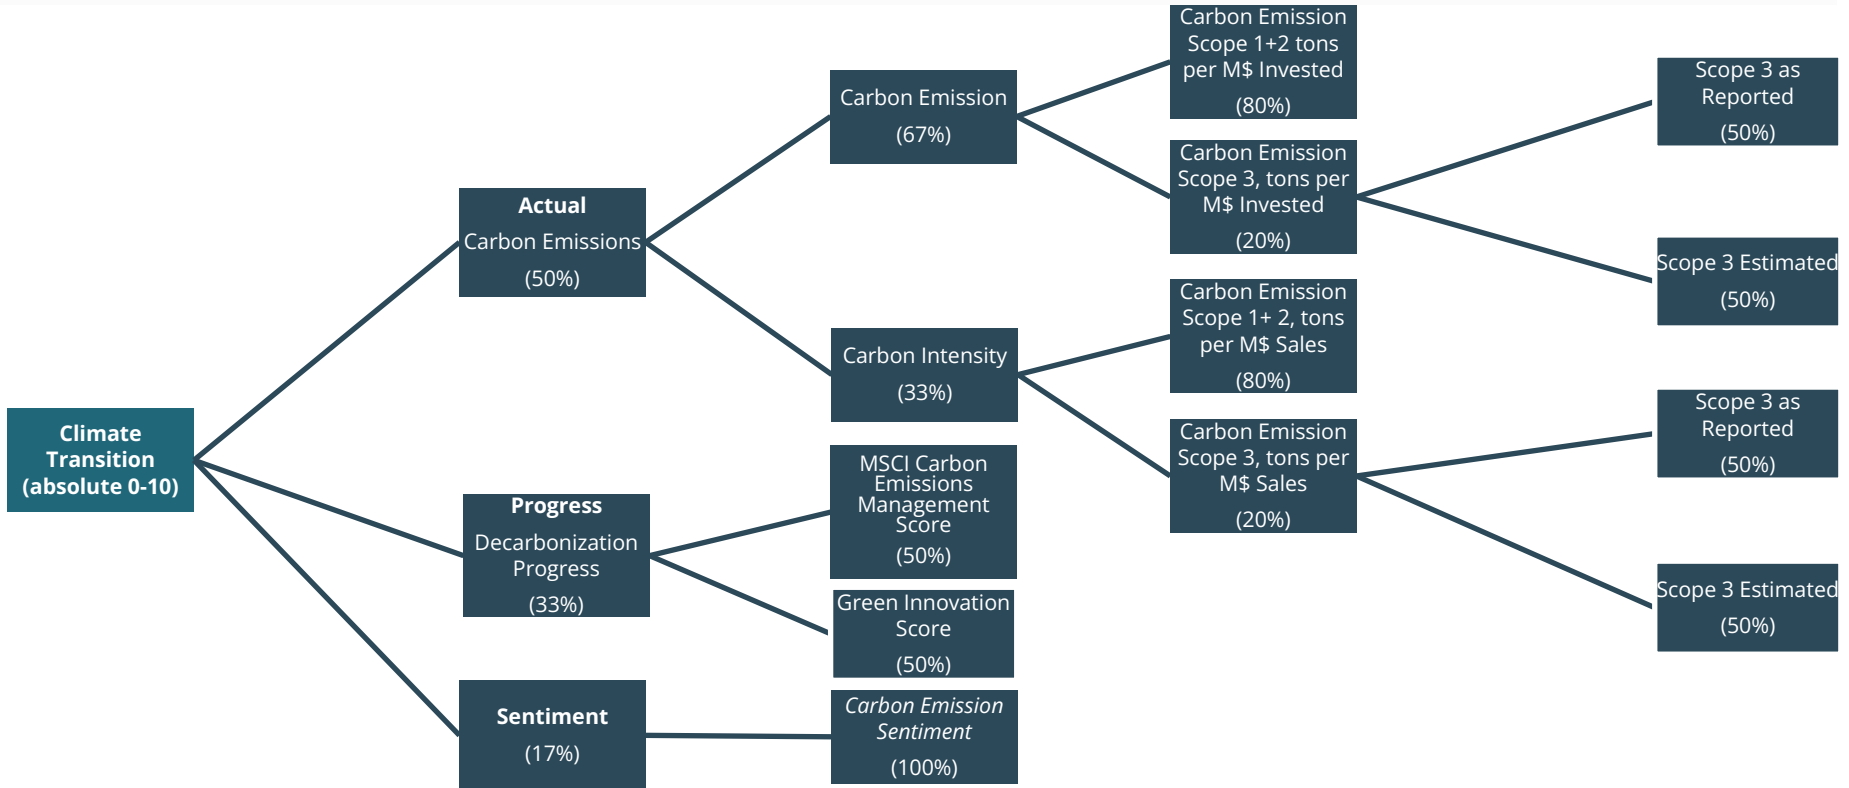 Climate
Transition
(absolute 0-10)
Actual
Carbon Emissions
(50%)
Progress
Decarbonization
Progress
(33%)
Sentiment
(17%)
Carbon Emission
(67%)
Carbon Intensity
(33%)
MSCI Carbon
Emissions
Management
Score
(50%)
Green Innovation
Score
(50%)
Carbon Emission
Sentiment
(100%)
Carbon Emission
Scope 1+2 tons
per M$ Invested
(80%)
Carbon Emission
Scope 3, tons per
M$ Invested
(20%)
Carbon Emission
Scope 1+ 2, tons
per M$ Sales
(80%)
Carbon Emission
Scope 3, tons per
M$ Sales
(20%)
Scope 3 as
Reported
(50%)
Scope 3 Estimated
(50%)
Scope 3 as
Reported
(50%)
Scope 3 Estimated
(50%)